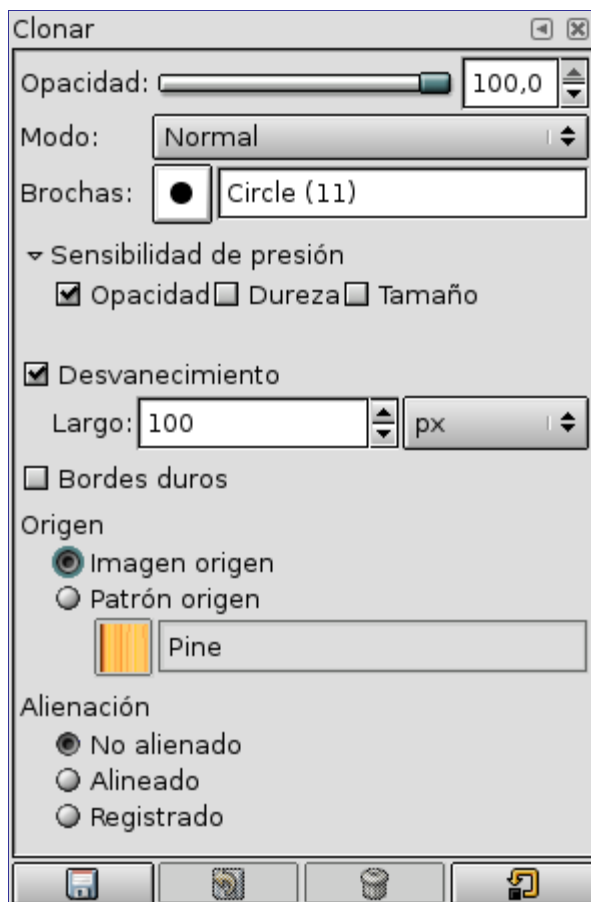 Clonar
Opacidad: 100,0
Modo: Normal
Brochas: Circle (11)
Sensibilidad de presión
Opacidad Dureza Tamaño
Desvanecimiento
Largo: 100 px
Bordes duros
Origen
Imagen origen
Patrón origen
Pine
Alienación
No alienado
Alineado
Registrado